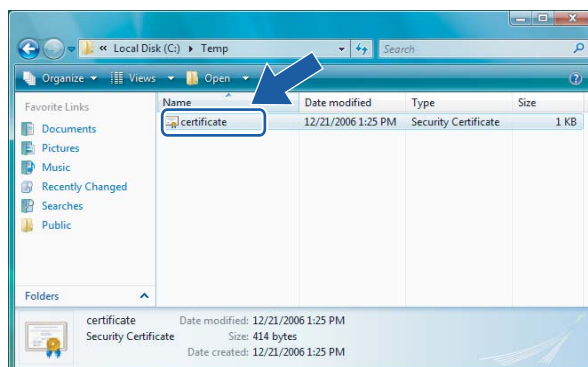 « Local Disk (C:) ▸ Temp
Search
Organize Views Open
Favorite Links
Documents
Pictures
Music
Recently Changed
Searches
Public
Folders
Name Date modified Type Size
certificate 12/21/2006 1:25 PM Security Certificate 1 KB
certificate Date modified: 12/21/2006 1:25 PM
Security Certificate Size: 414 bytes
Date created: 12/21/2006 1:25 PM